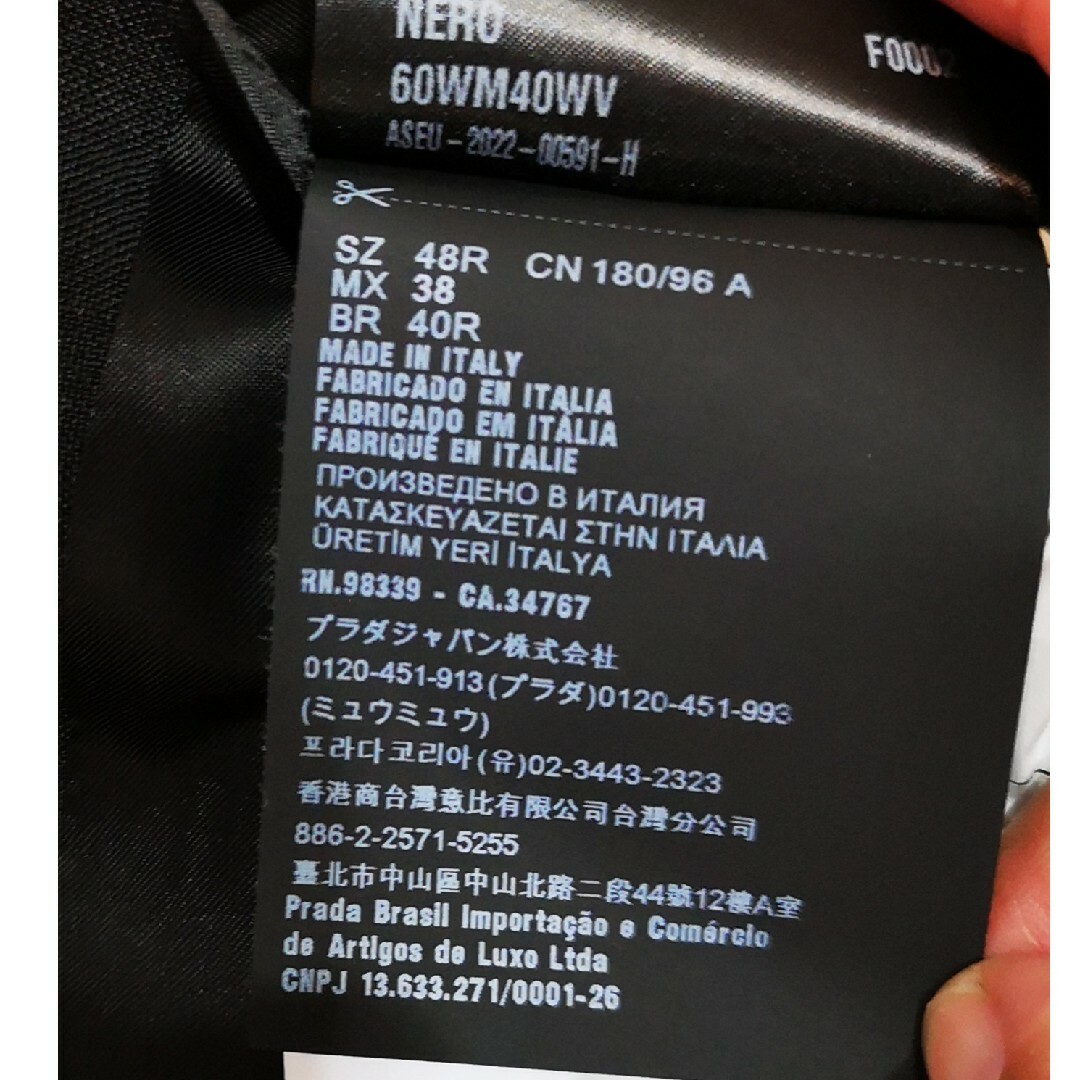 NERO
F0002
60WM40WV
ASEU-2022-00591-H
SZ 48R CN 180/96 A
MX 38
BR 40R
MADE IN ITALY
FABRICADO EN ITALIA
FABRICADO EM ITÁLIA
FABRIQUÉ EN ITALIE
ПРОИЗВЕДЕНО В ИТАЛИЯ
ΚΑΤΑΣΚΕΥΑΖΕΤΑΙ ΣΤΗΝ ΙΤΑΛΙΑ
ÜRETİM YERİ İTALYA
RN.98339 - CA.34767
プラダジャパン株式会社
0120-451-913(プラダ)0120-451-993
(ミュウミュウ)
프라다코리아(유)02-3443-2323
香港商台灣意比有限公司台灣分公司
886-2-2571-5255
臺北市中山區中山北路二段44號12樓A室
Prada Brasil Importação e Comércio
de Artigos de Luxo Ltda
CNPJ 13.633.271/0001-26